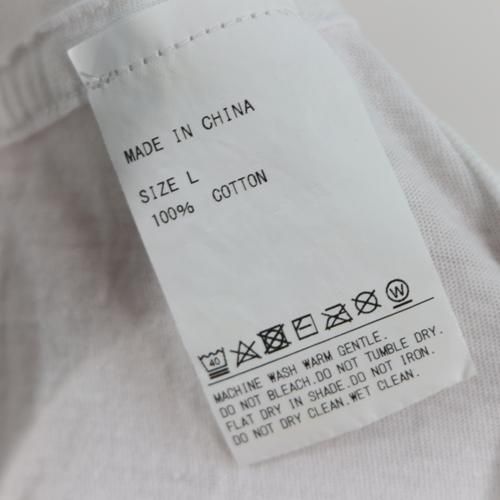 MADE IN CHINA
SIZE L
100% COTTON
40 W
MACHINE WASH WARM GENTLE.
DO NOT BLEACH.DO NOT TUMBLE DRY.
FLAT DRY IN SHADE.DO NOT IRON.
DO NOT DRY CLEAN.WET CLEAN.